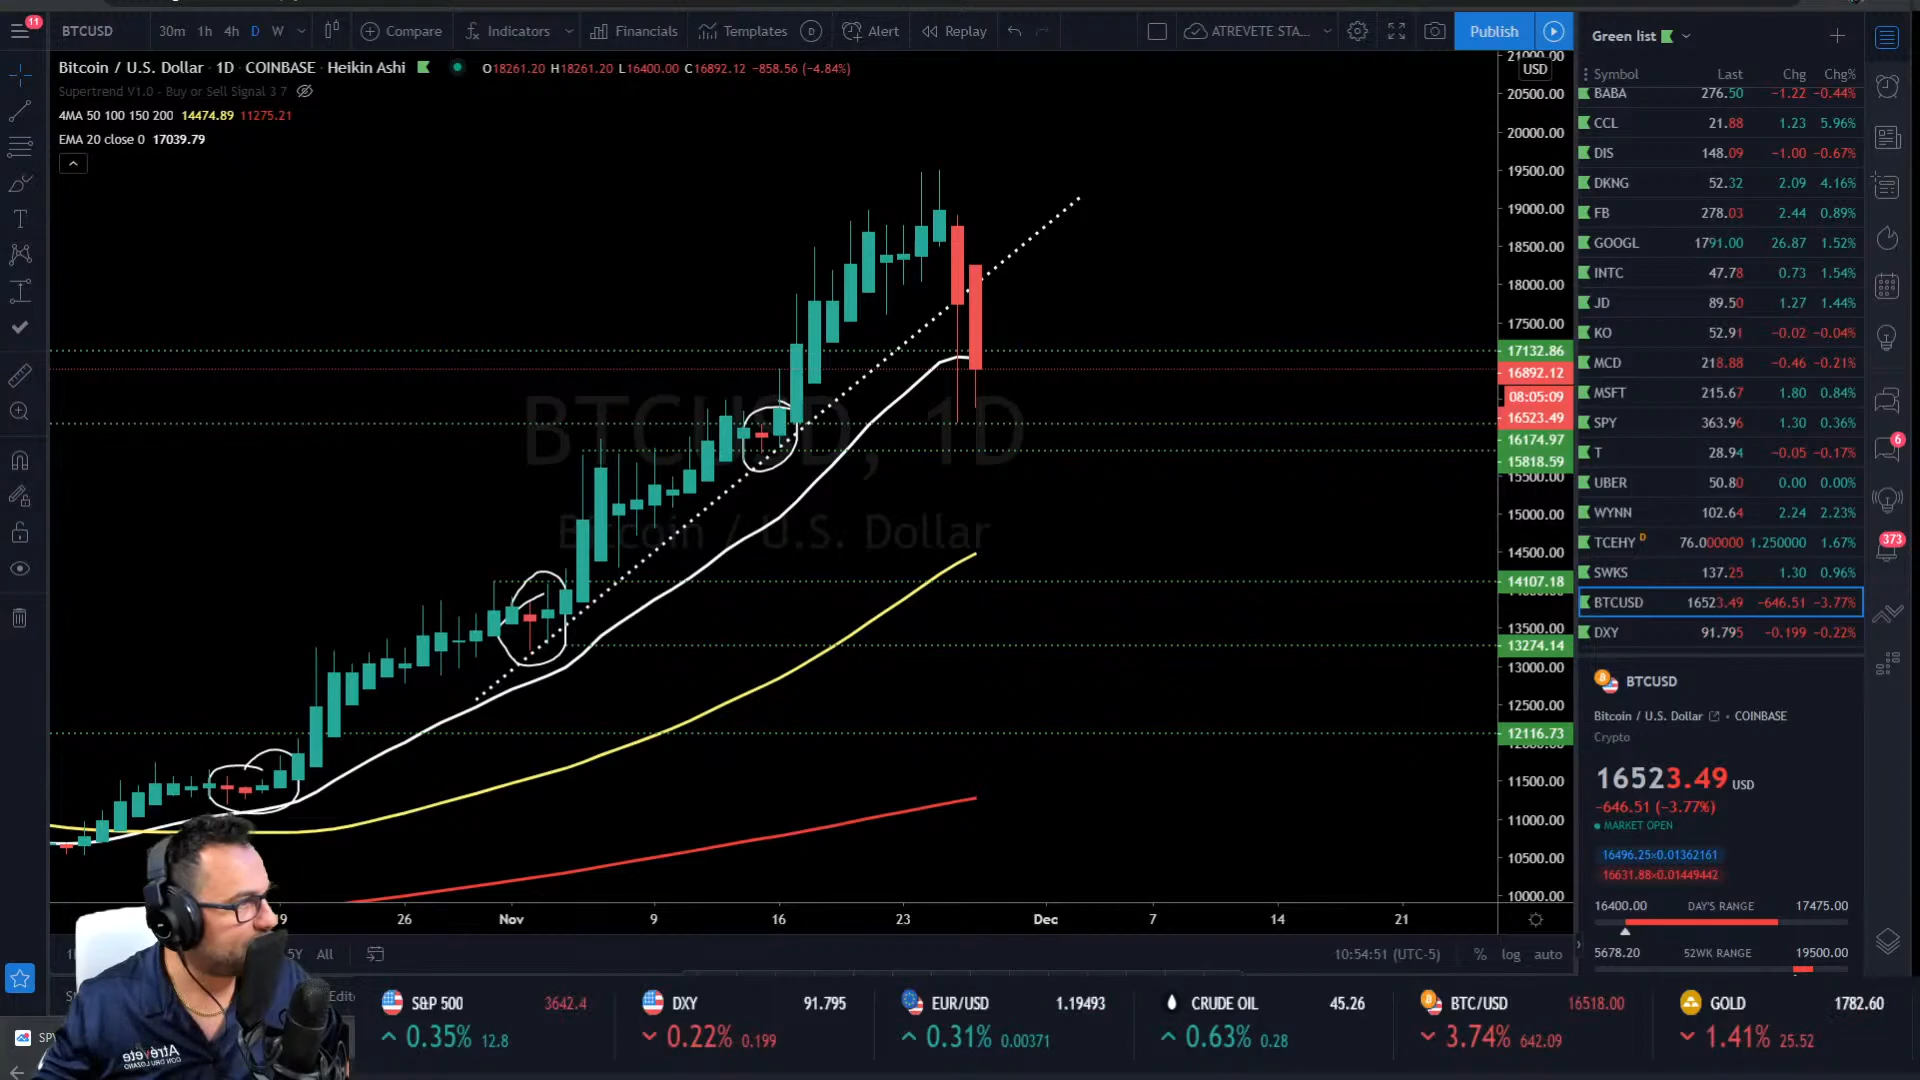 11
BTCUSD 30m 1h 4h D W Compare Indicators Financials Templates D Alert Replay ATREVETE STA... Publish
Bitcoin / U.S. Dollar · 1D · COINBASE · Heikin Ashi O18261.20 H18261.20 L16400.00 C16892.12 −858.56 (−4.84%)
Supertrend V1.0 - Buy or Sell Signal 3 7
4MA 50 100 150 200 14474.89 11275.21
EMA 20 close 0 17039.79
BTCUSD, 1D
Bitcoin / U.S. Dollar
21000.00
USD
20500.00
20000.00
19500.00
19000.00
18500.00
18000.00
17500.00
17132.86
16892.12
08:05:09
16523.49
16174.97
15818.59
15500.00
15000.00
14500.00
14107.18
13500.00
13274.14
13000.00
12500.00
12116.73
11500.00
11000.00
10500.00
10000.00
26 Nov 9 16 23 Dec 7 14 21
5Y All
10:54:51 (UTC-5) % log auto
Green list
Symbol Last Chg Chg%
BABA 276.50 −1.22 −0.44%
CCL 21.88 1.23 5.96%
DIS 148.09 −1.00 −0.67%
DKNG 52.32 2.09 4.16%
FB 278.03 2.44 0.89%
GOOGL 1791.00 26.87 1.52%
INTC 47.78 0.73 1.54%
JD 89.50 1.27 1.44%
KO 52.91 −0.02 −0.04%
MCD 218.88 −0.46 −0.21%
MSFT 215.67 1.80 0.84%
SPY 363.96 1.30 0.36%
T 28.94 −0.05 −0.17%
UBER 50.80 0.00 0.00%
WYNN 102.64 2.24 2.23%
TCEHY D 76.000000 1.250000 1.67%
SWKS 137.25 1.30 0.96%
BTCUSD 16523.49 −646.51 −3.77%
DXY 91.795 −0.199 −0.22%
BTCUSD
Bitcoin / U.S. Dollar · COINBASE
Crypto
16523.49 USD
−646.51 (−3.77%)
MARKET OPEN
16496.25×0.01362161
16631.88×0.01449442
16400.00 DAY'S RANGE 17475.00
5678.20 52WK RANGE 19500.00
6
373
S&P 500 3642.4
0.35% 12.8
DXY 91.795
0.22% 0.199
EUR/USD 1.19493
0.31% 0.00371
CRUDE OIL 45.26
0.63% 0.28
BTC/USD 16518.00
3.74% 642.09
GOLD 1782.60
1.41% 25.52
Atrévete
CON DRU LOZANO